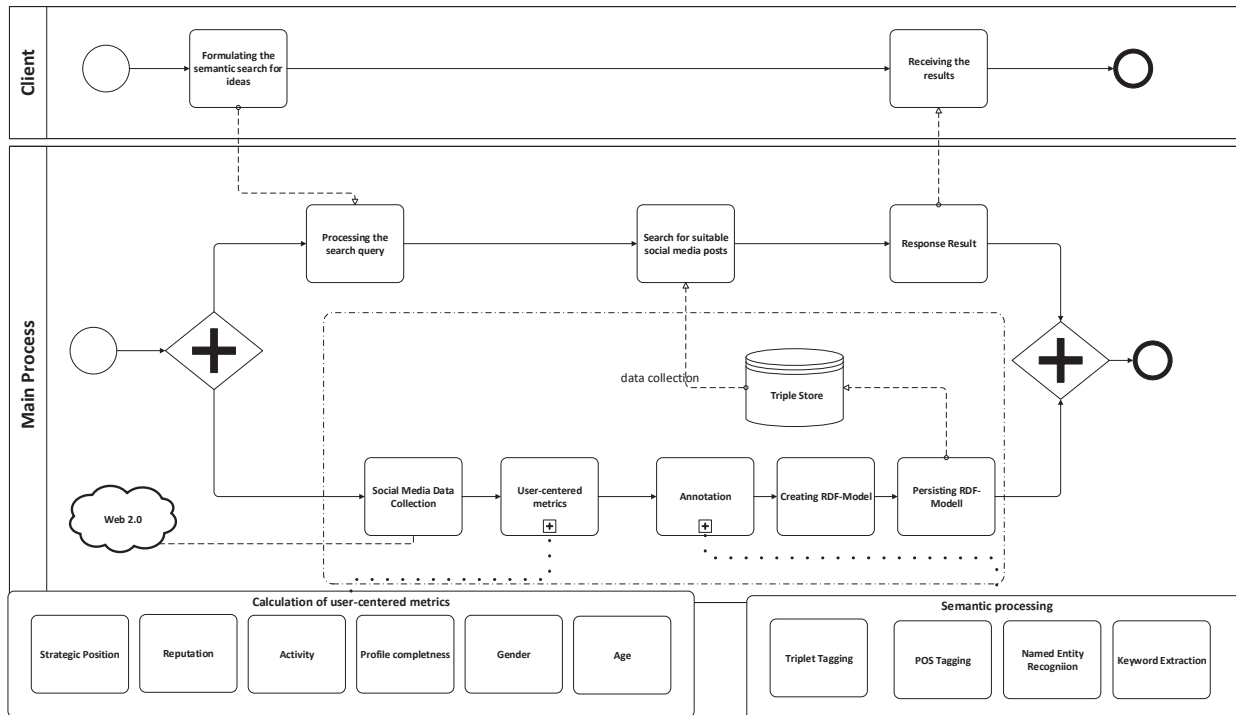 Client
Formulating the
semantic search for
ideas
Receiving the
results
Main Process
Processing the
search query
Search for suitable
social media posts
Response Result
data collection
Triple Store
Web 2.0
Social Media Data
Collection
User-centered
metrics
Annotation
Creating RDF-Model
Persisting RDF-
Modell
Calculation of user-centered metrics
Strategic Position
Reputation
Activity
Profile completness
Gender
Age
Semantic processing
Triplet Tagging
POS Tagging
Named Entity
Recogniion
Keyword Extraction